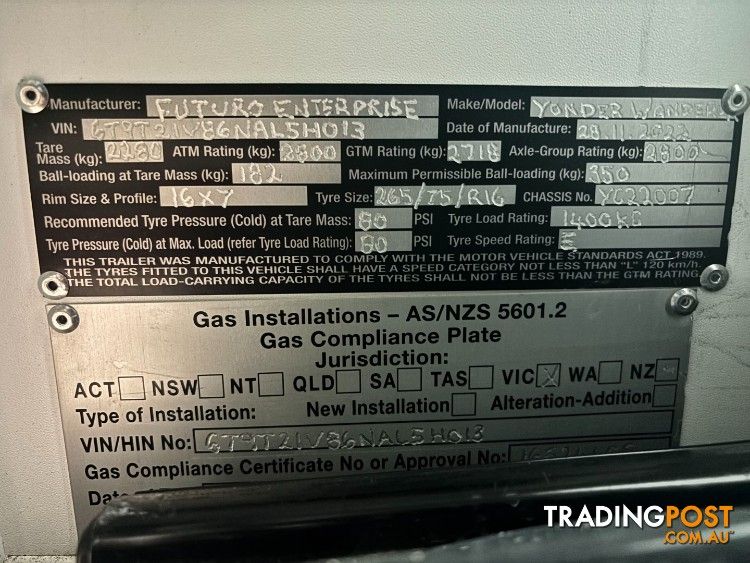 Manufacturer: FUTURO ENTERPRISE Make/Model: YONDER
VIN: 6T9T21V86NAL5H013 Date of Manufacture: 28.11.2022
Tare Mass (kg): 2280 ATM Rating (kg): 2800 GTM Rating (kg): 2718 Axle-Group Rating (kg): 2800
Ball-loading at Tare Mass (kg): 182 Maximum Permissible Ball-loading (kg): 350
Rim Size & Profile: 16X7 Tyre Size: 265/75/R16 CHASSIS No. YC22007
Recommended Tyre Pressure (Cold) at Tare Mass: 80 PSI Tyre Load Rating: 1400KG
Tyre Pressure (Cold) at Max. Load (refer Tyre Load Rating): 80 PSI Tyre Speed Rating:
THIS TRAILER WAS MANUFACTURED TO COMPLY WITH THE MOTOR VEHICLE STANDARDS ACT 1989.
THE TYRES FITTED TO THIS VEHICLE SHALL HAVE A SPEED CATEGORY NOT LESS THAN "L" 120 km/h.
THE TOTAL LOAD-CARRYING CAPACITY OF THE TYRES SHALL NOT BE LESS THAN THE GTM RATING.
Gas Installations – AS/NZS 5601.2
Gas Compliance Plate
Jurisdiction:
ACT NSW NT QLD SA TAS VIC X WA NZ
Type of Installation: New Installation Alteration-Addition
VIN/HIN No: 6T9T21V86NAL5H013
Gas Compliance Certificate No or Approval No:
Date
TRADINGPOST
.COM.AU